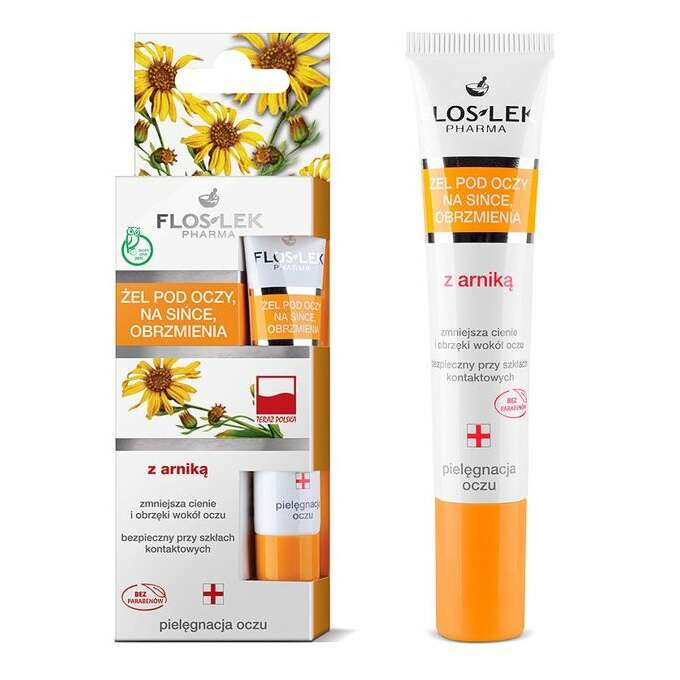 FLOS-LEK
PHARMA
ŻEL POD OCZY,
NA SIŃCE,
OBRZMIENIA
TERAZ POLSKA
z arniką
zmniejsza cienie
i obrzęki wokół oczu
bezpieczny przy szkłach
kontaktowych
BEZ
PARABENÓW
pielęgnacja oczu
FLOS-LEK
PHARMA
ŻEL POD OCZY
NA SIŃCE,
OBRZMIENIA
pielęgnacja
oczu
LOS-LEK
PHARMA
ŻEL POD OCZY
NA SIŃCE,
OBRZMIENIA
z arniką
zmniejsza cienie
i obrzęki wokół oczu
bezpieczny przy szkłach
kontaktowych
BEZ
PARABENÓW
pielęgnacja
oczu